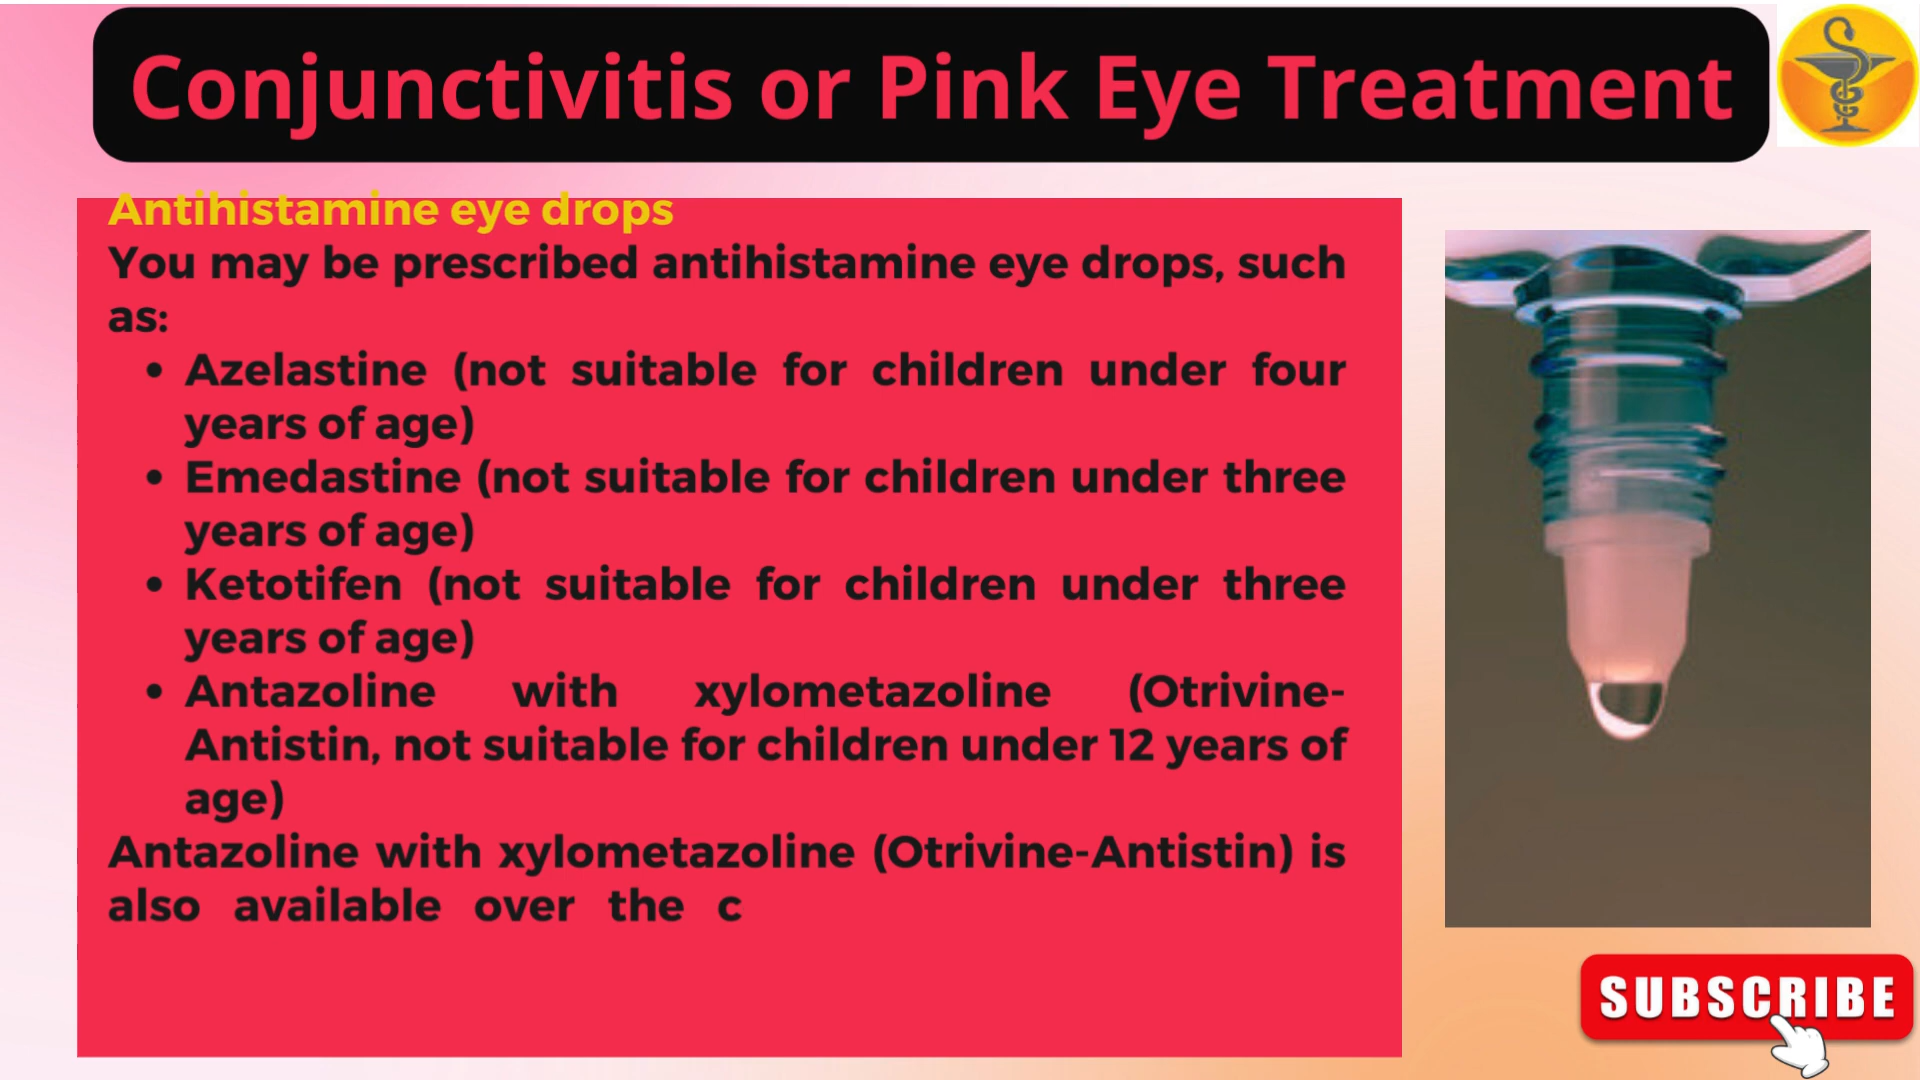 Conjunctivitis or Pink Eye Treatment
Antihistamine eye drops
You may be prescribed antihistamine eye drops, such
as:
• Azelastine (not suitable for children under four
years of age)
• Emedastine (not suitable for children under three
years of age)
• Ketotifen (not suitable for children under three
years of age)
• Antazoline with xylometazoline (Otrivine-
Antistin, not suitable for children under 12 years of
age)
Antazoline with xylometazoline (Otrivine-Antistin) is
also available over the c
SUBSCRIBE